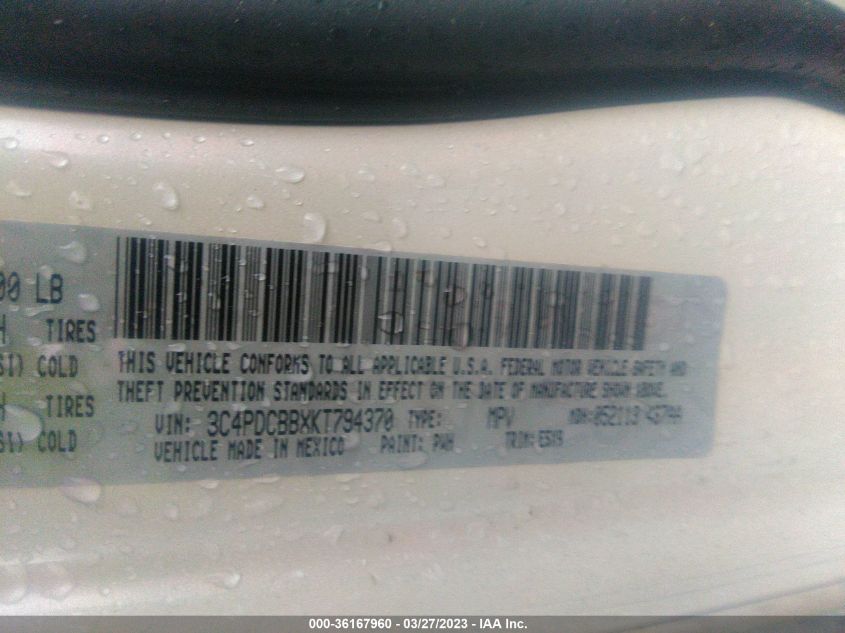 00 LB
TIRES
SI) COLD
TIRES
SI) COLD
THIS VEHICLE CONFORMS TO ALL APPLICABLE U.S.A. FEDERAL MOTOR VEHICLE SAFETY AND
THEFT PREVENTION STANDARDS IN EFFECT ON THE DATE OF MANUFACTURE SHOWN ABOVE.
VIN: 3C4PDCBBXKT794370 TYPE: MPV
VEHICLE MADE IN MEXICO PAINT: PWH TRIM:
000-36167960 - 03/27/2023 - IAA Inc.